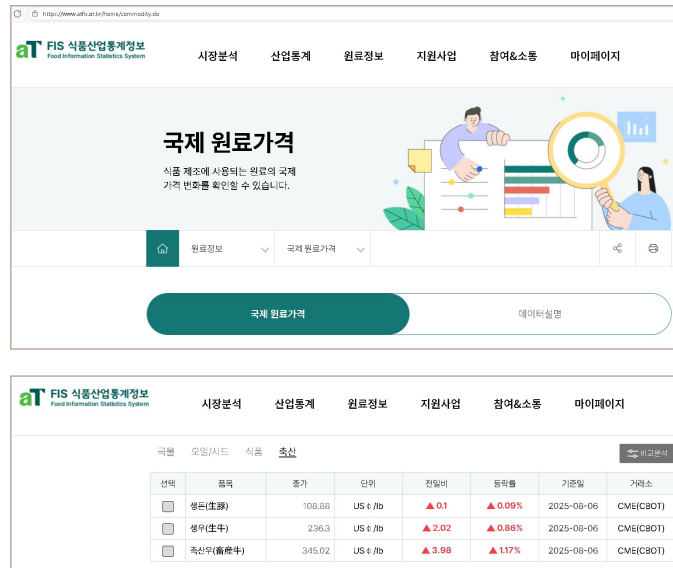 https://www.atfis.or.kr/home/commodity.do
aT FIS 식품산업통계정보
Food Information Statistics System
시장분석 산업통계 원료정보 지원사업 참여&소통 마이페이지
국제 원료가격
식품 제조에 사용되는 원료의 국제
가격 변화를 확인할 수 있습니다.
원료정보 국제 원료가격
국제 원료가격 데이터설명
aT FIS 식품산업통계정보
Food Information Statistics System
시장분석 산업통계 원료정보 지원사업 참여&소통 마이페이지
곡물 오일/시드 식품 축산 비교분석
선택 품목 종가 단위 전일비 등락률 기준일 거래소
생돈(生豚) 108.88 US¢/lb ▲0.1 ▲0.09% 2025-08-06 CME(CBOT)
생우(生牛) 236.3 US¢/lb ▲2.02 ▲0.86% 2025-08-06 CME(CBOT)
축산우(畜産牛) 345.02 US¢/lb ▲3.98 ▲1.17% 2025-08-06 CME(CBOT)